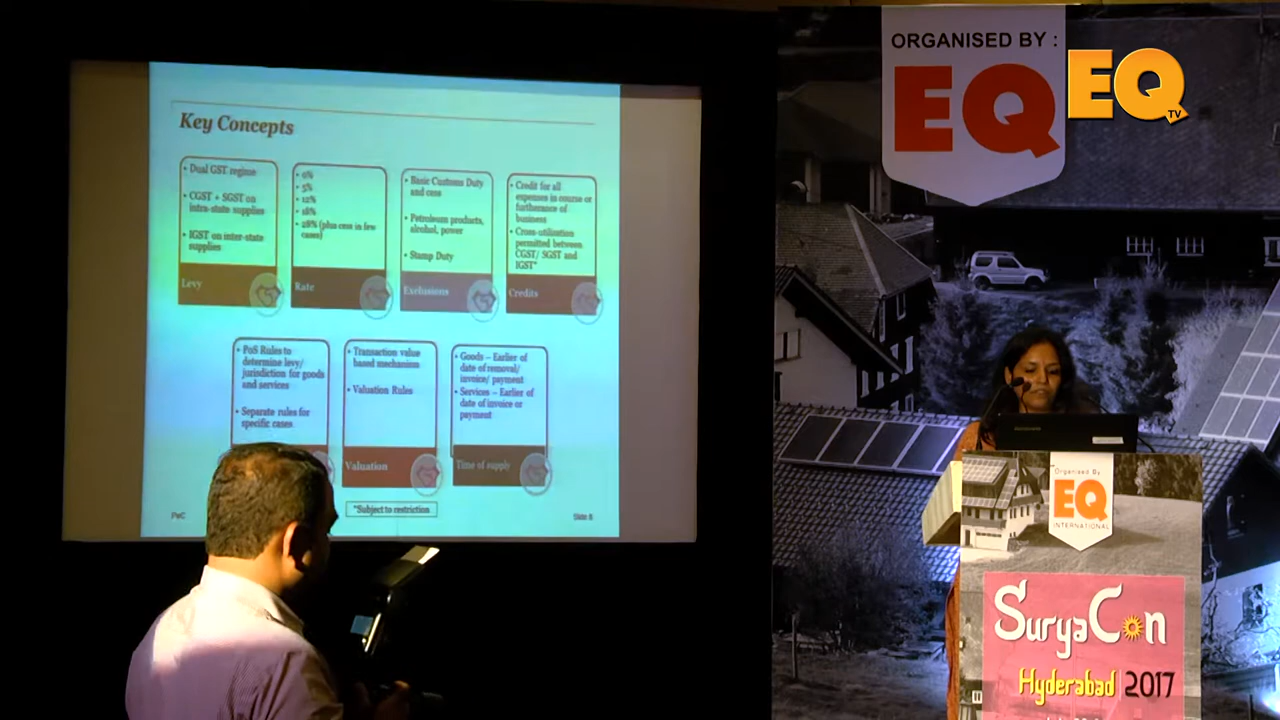 Key Concepts
• Dual GST regime
• CGST + SGST on
intra-state supplies
• IGST on inter-state
supplies
Levy
• 0%
• 5%
• 12%
• 18%
• 28% (plus cess in few
cases)
Rate
• Basic Customs Duty
and cess
• Petroleum products,
alcohol, power
• Stamp Duty
Exclusions
• Credit for all
expenses in course or
furtherance of
business
• Cross-utilization
permitted between
CGST/ SGST and
IGST*
Credits
• PoS Rules to
determine levy/
jurisdiction for goods
and services
• Separate rules for
specific cases
• Transaction value
based mechanism
• Valuation Rules
Valuation
• Goods – Earlier of
date of removal/
invoice/ payment
• Services – Earlier of
date of invoice or
payment
Time of supply
*Subject to restriction
PwC
Slide 8
ORGANISED BY :
EQ
EQ
TV
Organised By
EQ
INTERNATIONAL
SuryaCon
Hyderabad 2017